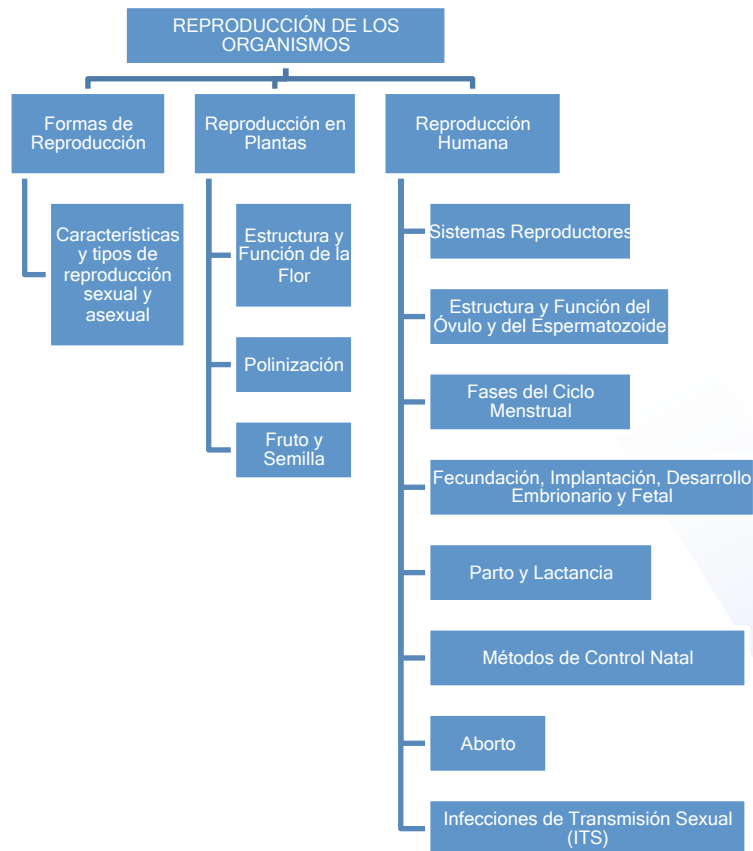 REPRODUCCIÓN DE LOS
ORGANISMOS
Formas de
Reproducción
Características
y tipos de
reproducción
sexual y
asexual
Reproducción en
Plantas
Estructura y
Función de la
Flor
Polinización
Fruto y
Semilla
Reproducción
Humana
Sistemas Reproductores
Estructura y Función del
Óvulo y del Espermatozoide
Fases del Ciclo
Menstrual
Fecundación, Implantación, Desarrollo
Embrionario y Fetal
Parto y Lactancia
Métodos de Control Natal
Aborto
Infecciones de Transmisión Sexual
(ITS)